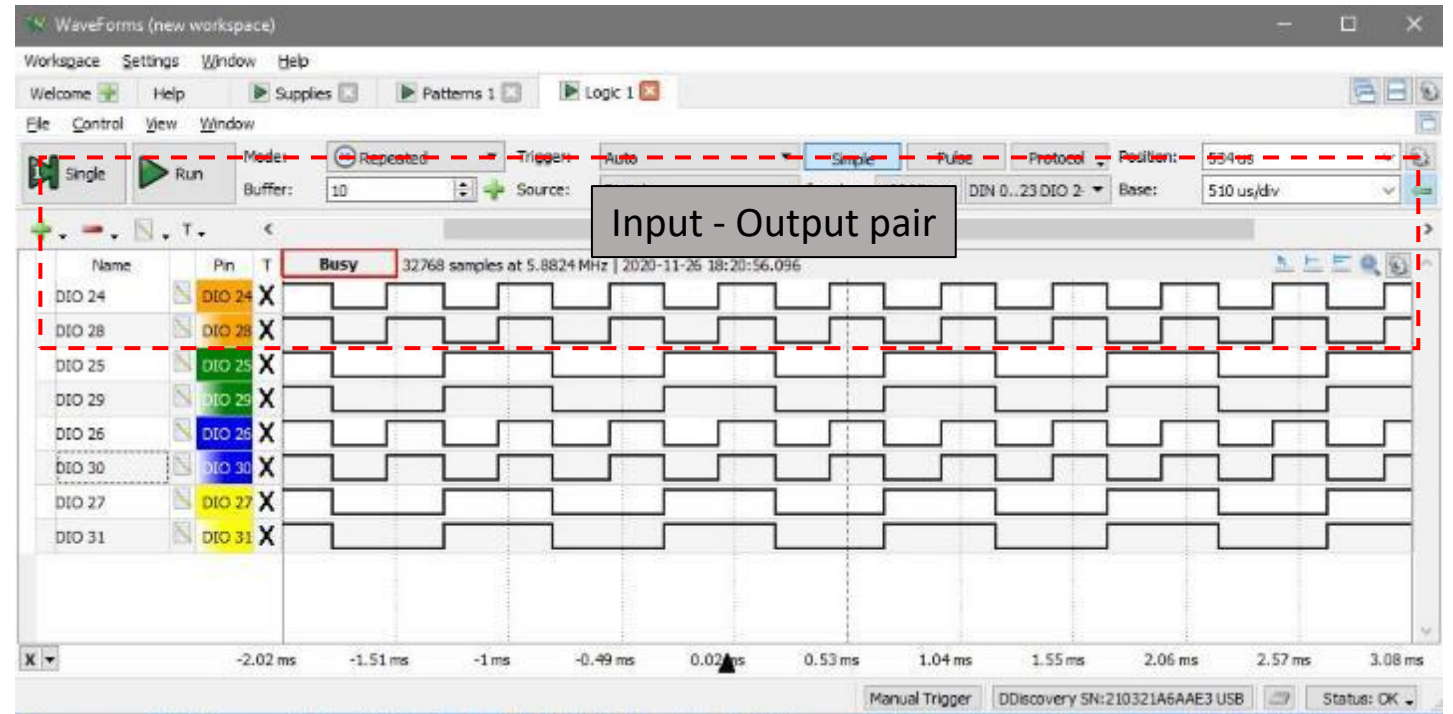 WaveForms (new workspace)
Workspace Settings Window Help
Welcome Help Supplies Patterns 1 Logic 1
File Control View Window
Single Run Mode: Repeated Trigger: Auto Simple Pulse Protocol Position: 534 us
Buffer: 10 Source: DIN 0..23 DIO 2- Base: 510 us/div
Input - Output pair
T
Name Pin T Busy 32768 samples at 5.8824 MHz | 2020-11-26 18:20:56.096
DIO 24 DIO 24 X
DIO 28 DIO 28 X
DIO 25 DIO 25 X
DIO 29 DIO 29 X
DIO 26 DIO 26 X
DIO 30 DIO 30 X
DIO 27 DIO 27 X
DIO 31 DIO 31 X
X -2.02 ms -1.51 ms -1 ms -0.49 ms 0.02 ms 0.53 ms 1.04 ms 1.55 ms 2.06 ms 2.57 ms 3.08 ms
Manual Trigger DDiscovery SN:210321A6AAE3 USB Status: OK